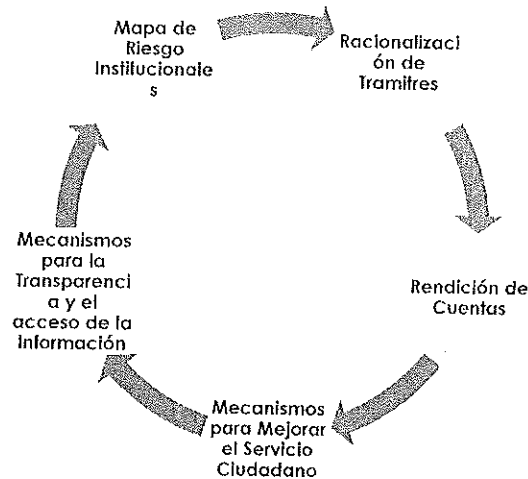 Mapa de
Riesgo
Institucionale
s
Racionalizaci
ón de
Tramitres
Rendición de
Cuentas
Mecanismos
para Mejorar
el Servicio
Ciudadano
Mecanismos
para la
Transparenci
a y el
acceso de la
Información